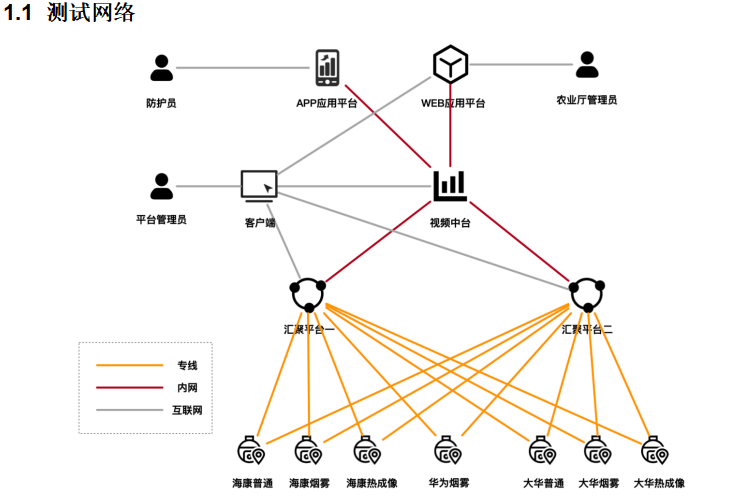 1.1 测试网络
防护员
APP应用平台
WEB应用平台
农业厅管理员
平台管理员
客户端
视频中台
汇聚平台一
汇聚平台二
专线
内网
互联网
海康普通
海康烟雾
海康热成像
华为烟雾
大华普通
大华烟雾
大华热成像